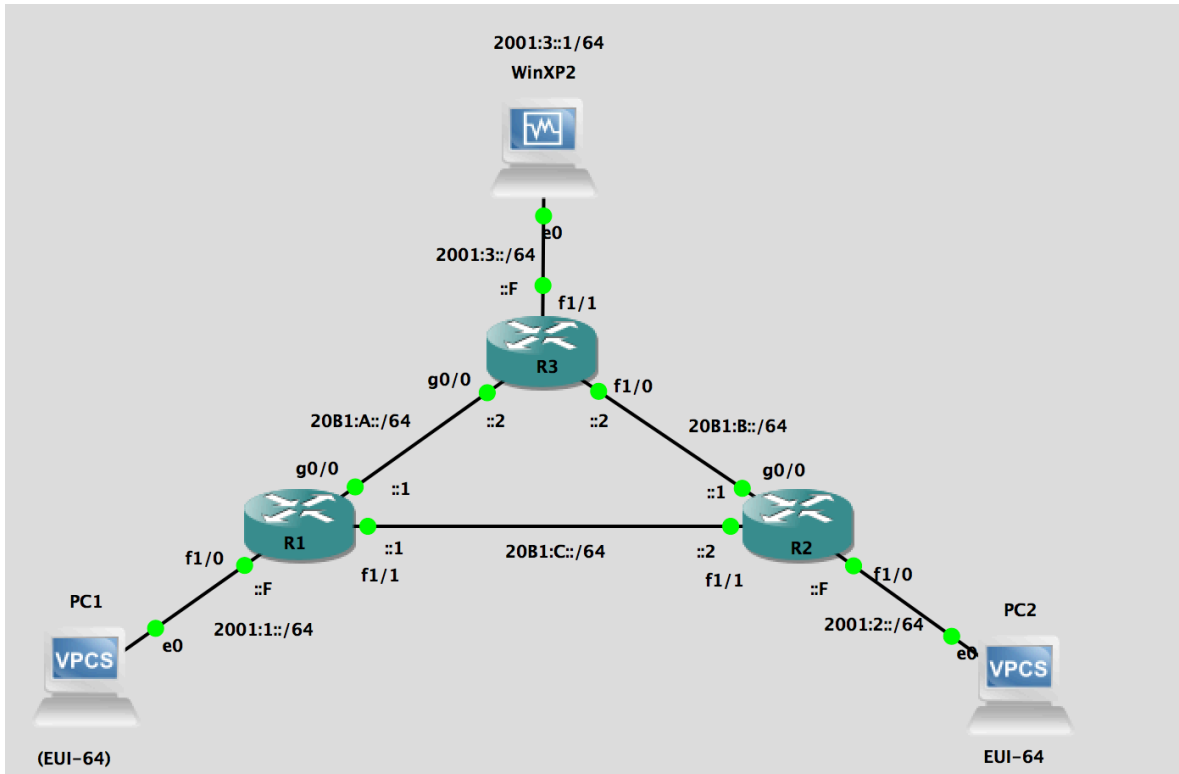 2001:3::1/64
WinXP2
e0
2001:3::/64
::F
f1/1
R3
g0/0
f1/0
::2
::2
20B1:A::/64
20B1:B::/64
g0/0
g0/0
::1
::1
R1
R2
::1
20B1:C::/64
::2
f1/0
f1/1
f1/1
f1/0
::F
::F
PC1
2001:1::/64
2001:2::/64
PC2
e0
e0
VPCS
VPCS
(EUI-64)
EUI-64